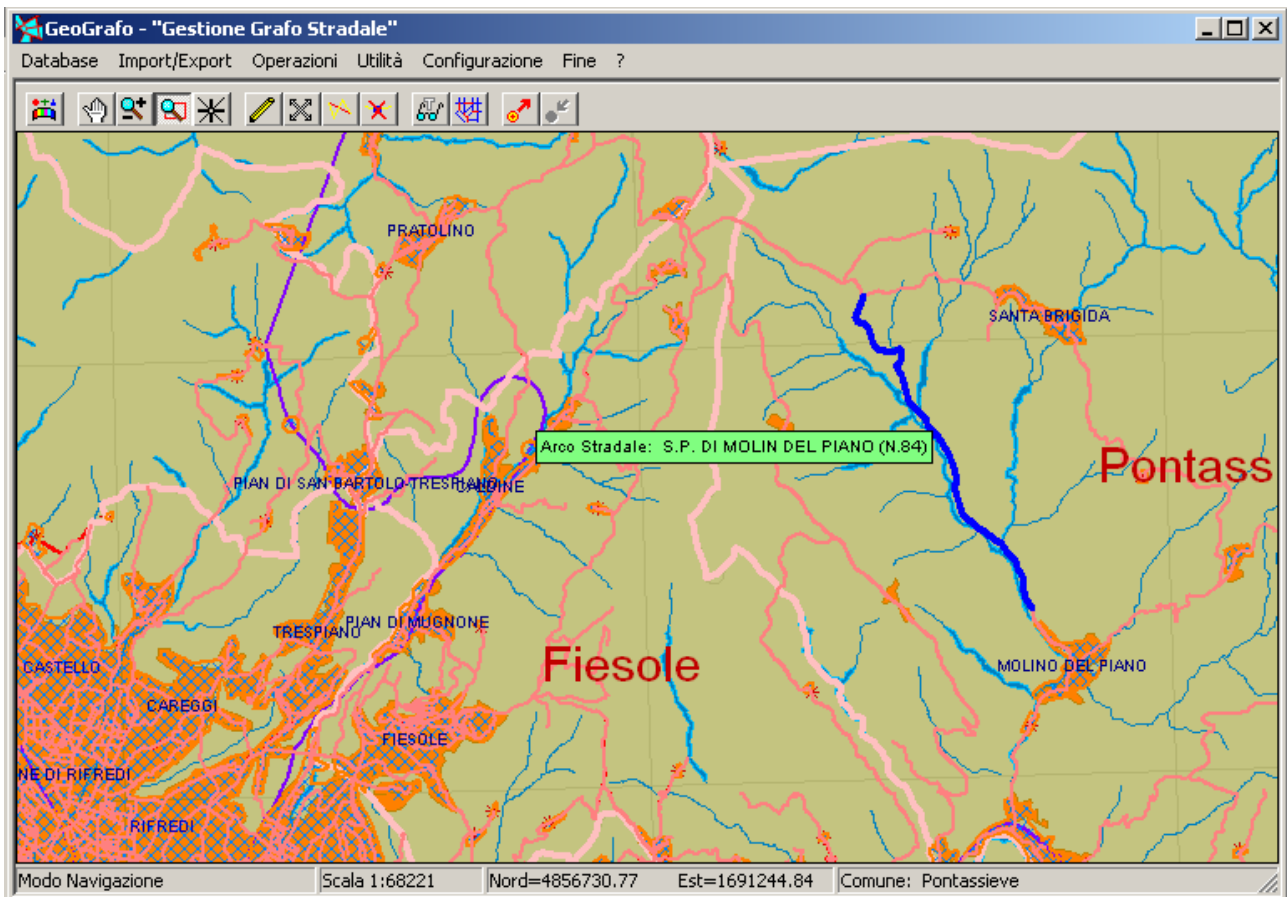 GeoGrafo - "Gestione Grafo Stradale"
Database Import/Export Operazioni Utilità Configurazione Fine ?
PRATOLINO
SANTA BRIGIDA
Arco Stradale: S.P. DI MOLIN DEL PIANO (N.84)
Pontass
PIAN DI SAN BARTOLO TRESPIANO
CALDINE
PIAN DI MUGNONE
TRESPIANO
Fiesole
CASTELLO
MOLINO DEL PIANO
CAREGGI
FIESOLE
NE DI RIFREDI
RIFREDI
Modo Navigazione Scala 1:68221 Nord=4856730.77 Est=1691244.84 Comune: Pontassieve